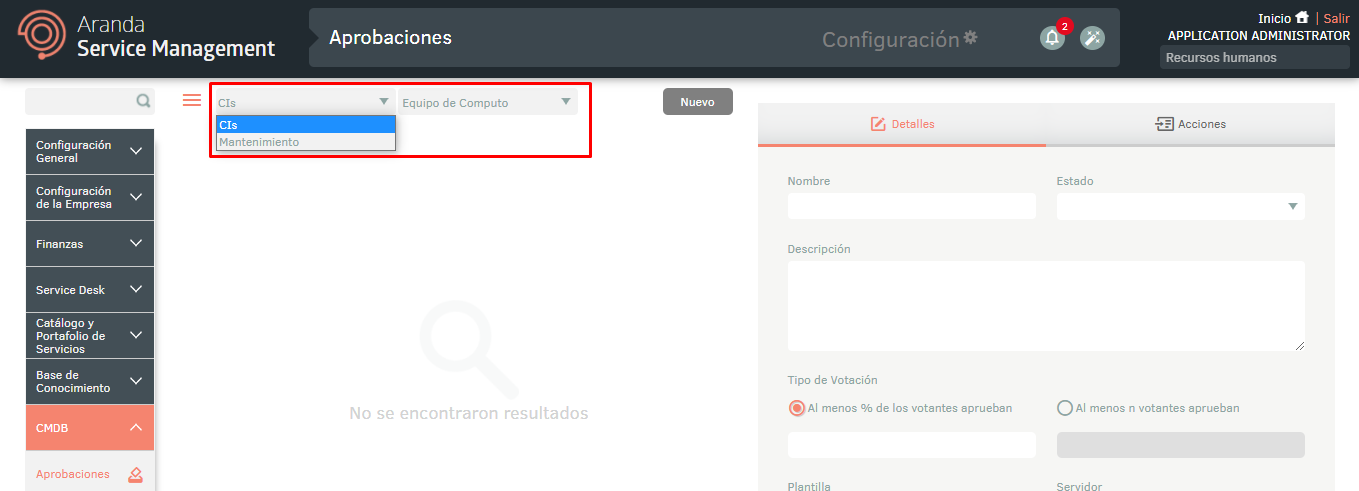 Aranda
Service Management
Aprobaciones
Configuración
2
Inicio | Salir
APPLICATION ADMINISTRATOR
Recursos humanos
CIs
Equipo de Computo
CIs
Mantenimiento
Nuevo
Configuración
General
Configuración
de la Empresa
Finanzas
Service Desk
Catálogo y
Portafolio de
Servicios
Base de
Conocimiento
CMDB
Aprobaciones
No se encontraron resultados
Detalles
Acciones
Nombre
Estado
Descripción
Tipo de Votación
Al menos % de los votantes aprueban
Al menos n votantes aprueban
Plantilla
Servidor